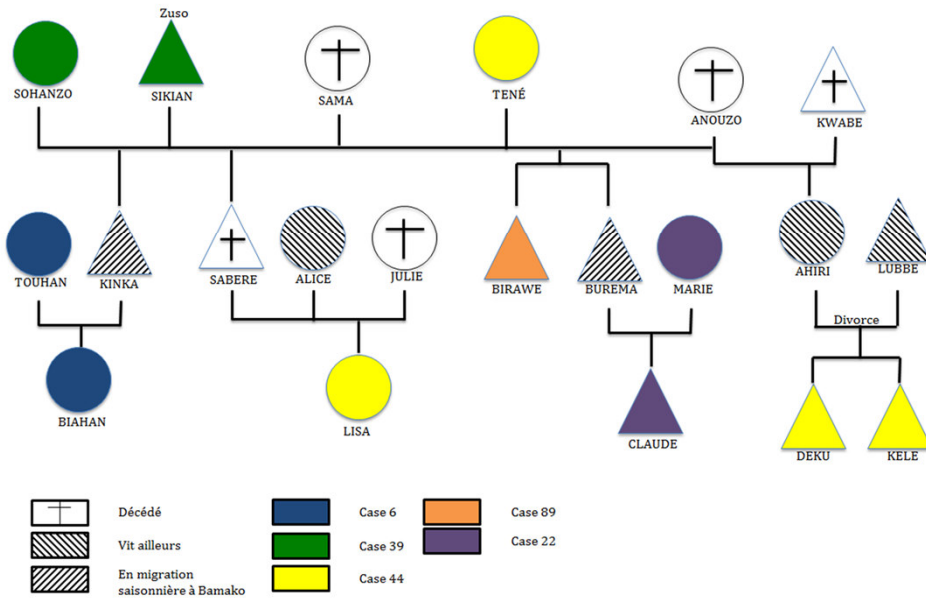 Zuso
SOHANZO
SIKIAN
SAMA
TENÉ
ANOUZO
KWABE
TOUHAN
KINKA
SABERE
ALICE
JULIE
BIRAWE
BUREMA
MARIE
AHIRI
LUBBE
Divorce
BIAHAN
LISA
CLAUDE
DEKU
KELE
Décédé
Case 6
Case 89
Vit ailleurs
Case 39
Case 22
En migration
saisonnière à Bamako
Case 44